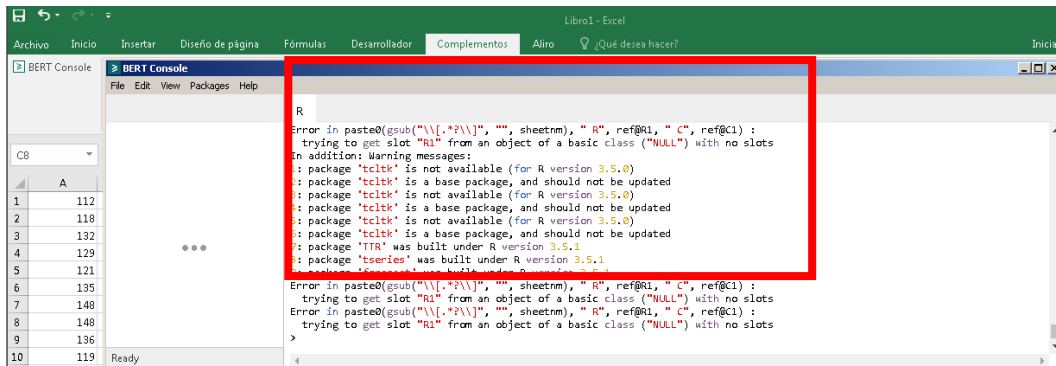 Libro1 - Excel
Archivo Inicio Insertar Diseño de página Fórmulas Desarrollador Complementos Aliro ¿Qué desea hacer? Inicia
BERT Console
BERT Console
File Edit View Packages Help
R
Error in paste0(gsub("\\[.*?\\]", "", sheetnm), " R", ref@R1, " C", ref@C1) :
trying to get slot "R1" from an object of a basic class ("NULL") with no slots
In addition: Warning messages:
1: package 'tcltk' is not available (for R version 3.5.0)
2: package 'tcltk' is a base package, and should not be updated
3: package 'tcltk' is not available (for R version 3.5.0)
4: package 'tcltk' is a base package, and should not be updated
5: package 'tcltk' is not available (for R version 3.5.0)
6: package 'tcltk' is a base package, and should not be updated
7: package 'TTR' was built under R version 3.5.1
8: package 'tseries' was built under R version 3.5.1
Error in paste0(gsub("\\[.*?\\]", "", sheetnm), " R", ref@R1, " C", ref@C1) :
trying to get slot "R1" from an object of a basic class ("NULL") with no slots
Error in paste0(gsub("\\[.*?\\]", "", sheetnm), " R", ref@R1, " C", ref@C1) :
trying to get slot "R1" from an object of a basic class ("NULL") with no slots
>
C8
A
1 112
2 118
3 132
4 129
5 121
6 135
7 148
8 148
9 136
10 119
Ready